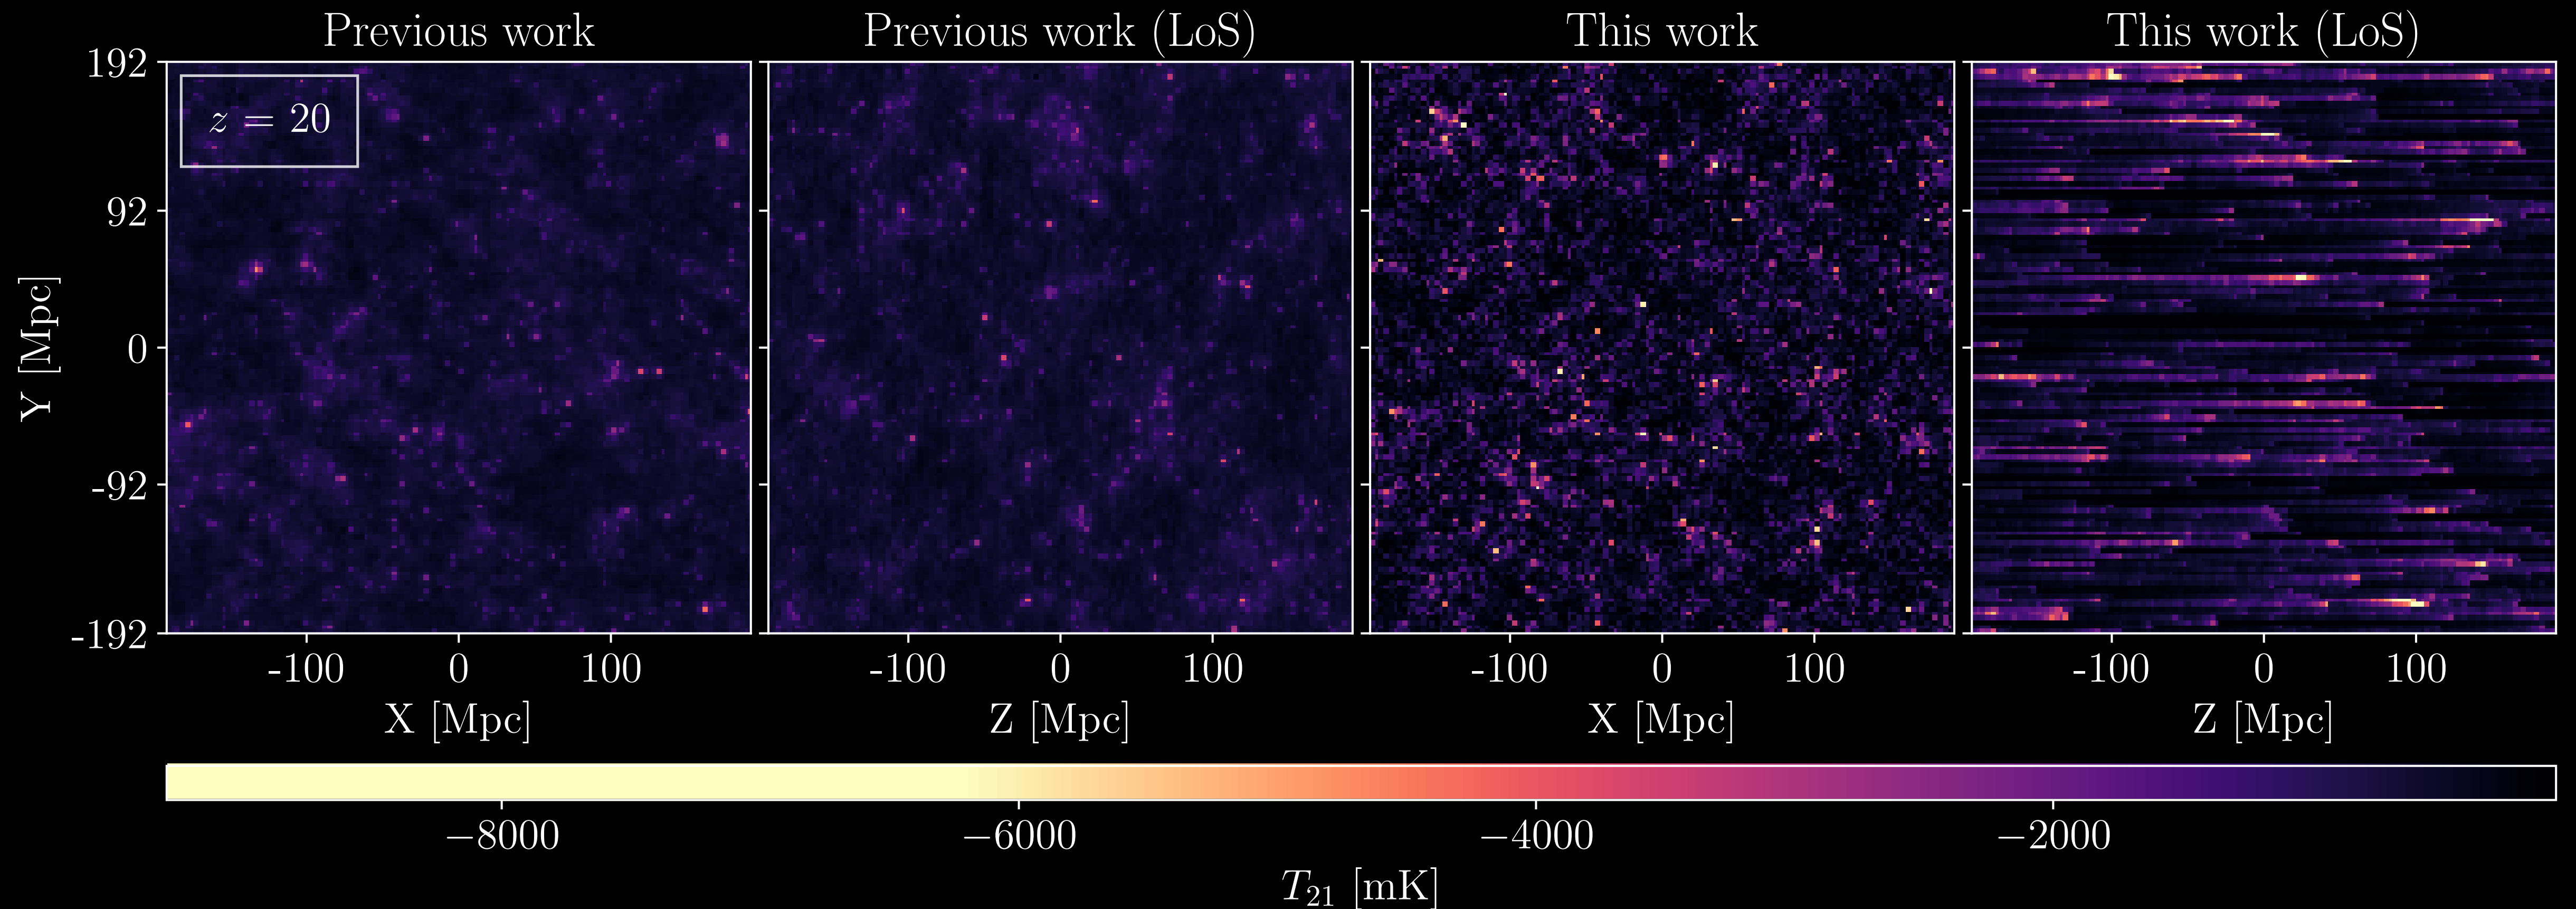 Previous work
Previous work (LoS)
This work
This work (LoS)
z = 20
Y [Mpc]
192
92
0
-92
-192
-100 0 100
-100 0 100
-100 0 100
-100 0 100
X [Mpc]
Z [Mpc]
X [Mpc]
Z [Mpc]
−8000 −6000 −4000 −2000
T₂₁ [mK]